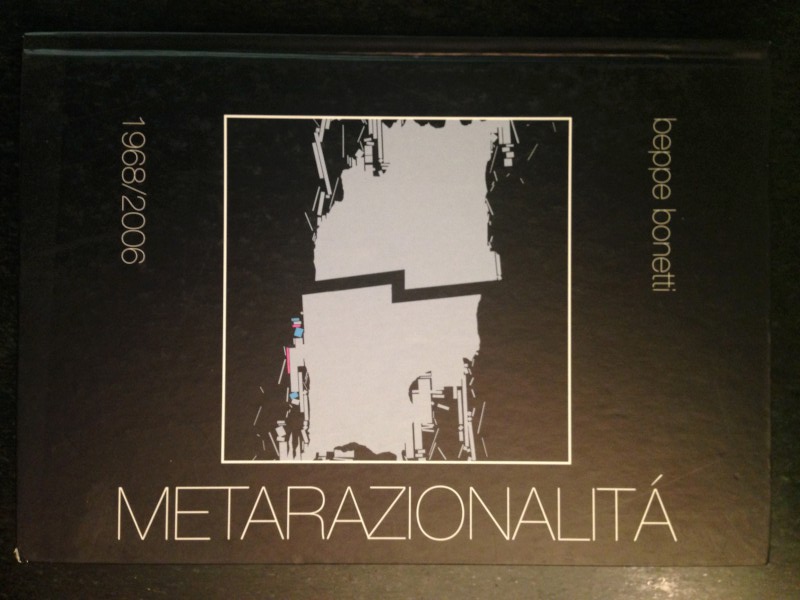 beppe bonetti
1968/2006
METARAZIONALITÁ